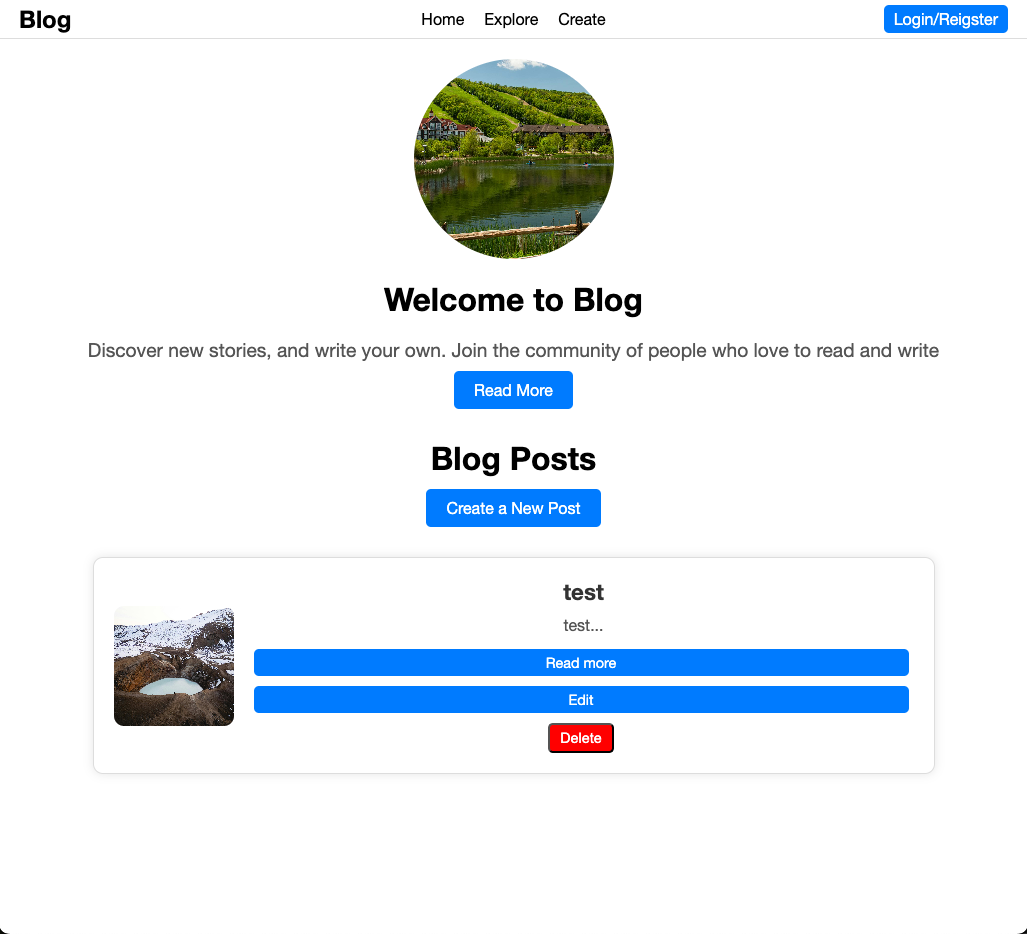 Blog
Home Explore Create
Login/Reigster
Welcome to Blog
Discover new stories, and write your own. Join the community of people who love to read and write
Read More
Blog Posts
Create a New Post
test
test...
Read more
Edit
Delete